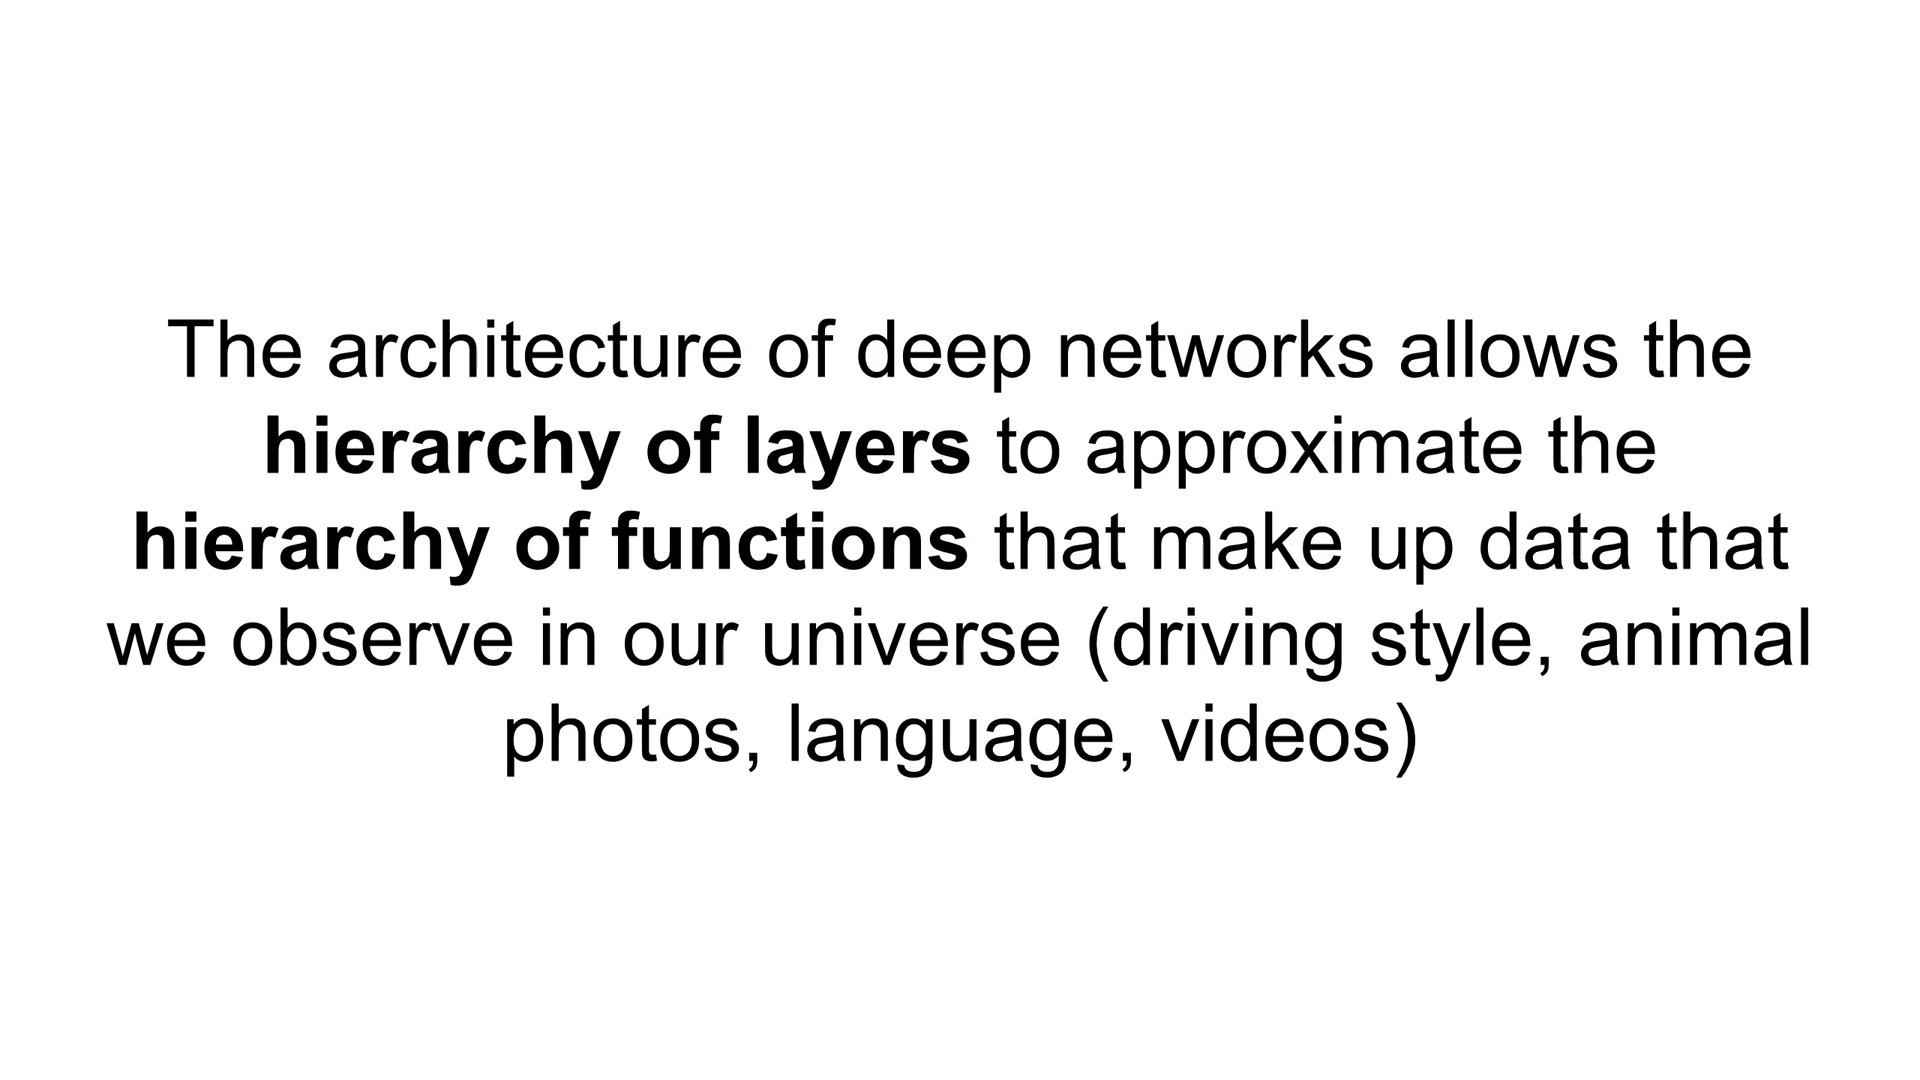 The architecture of deep networks allows the
hierarchy of layers to approximate the
hierarchy of functions that make up data that
we observe in our universe (driving style, animal
photos, language, videos)